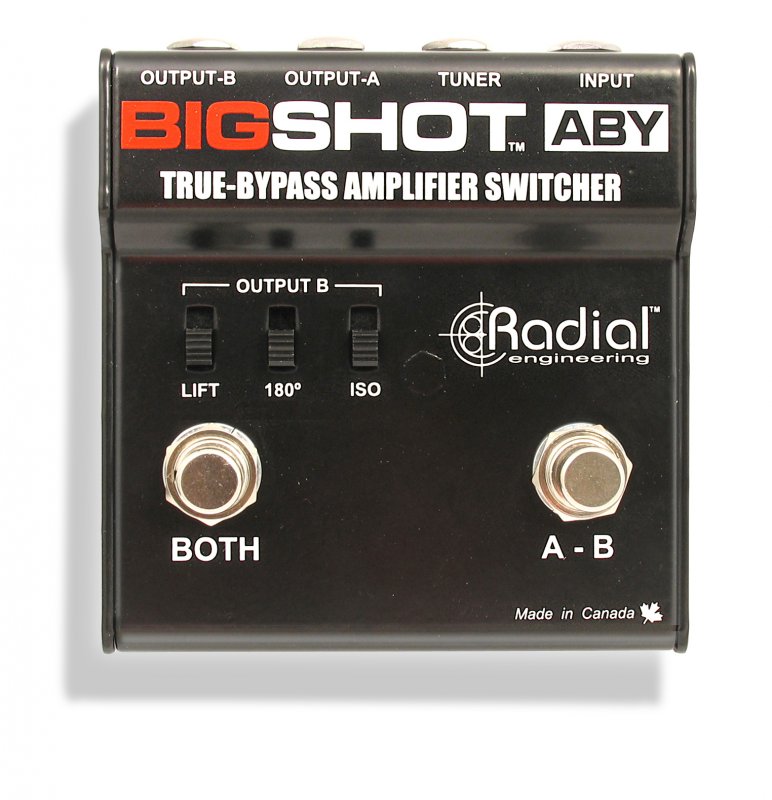 OUTPUT-B OUTPUT-A TUNER INPUT
BIGSHOT™ ABY
TRUE-BYPASS AMPLIFIER SWITCHER
OUTPUT B
LIFT 180º ISO
Radial™
engineering
BOTH
A - B
Made in Canada